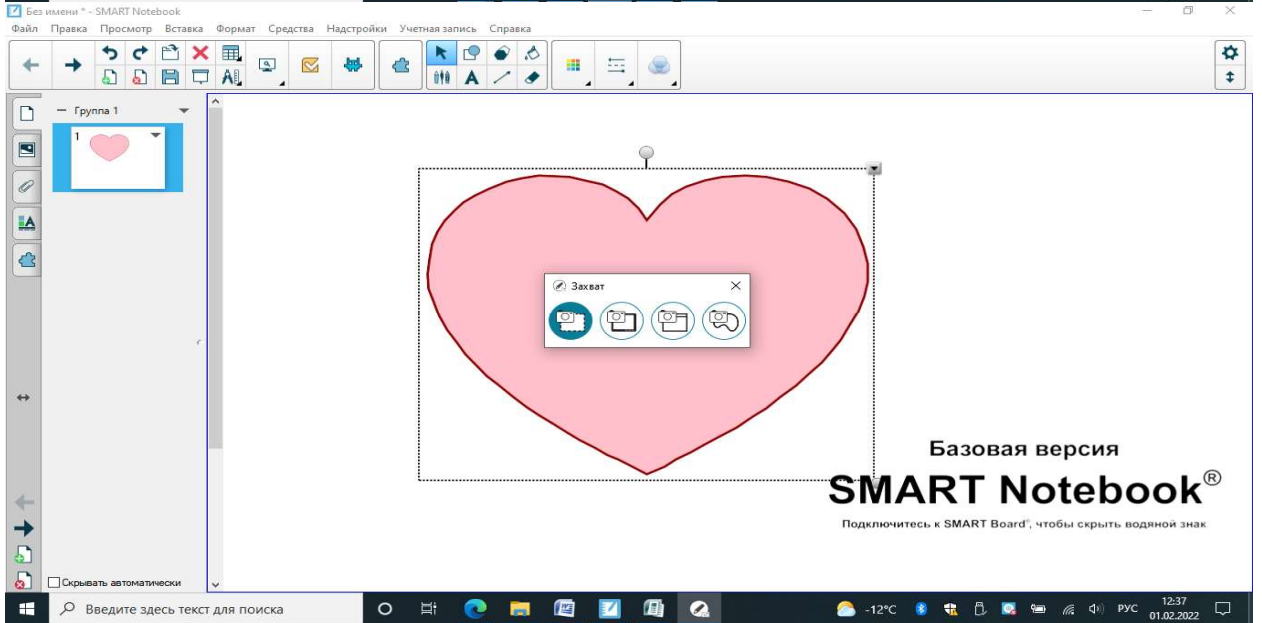 Без имени * - SMART Notebook
Файл Правка Просмотр Вставка Формат Средства Надстройки Учетная запись Справка
Группа 1
1
Захват
Базовая версия
SMART Notebook®
Подключитесь к SMART Board®, чтобы скрыть водяной знак
Скрывать автоматически
Введите здесь текст для поиска
-12°C
РУС
12:37
01.02.2022